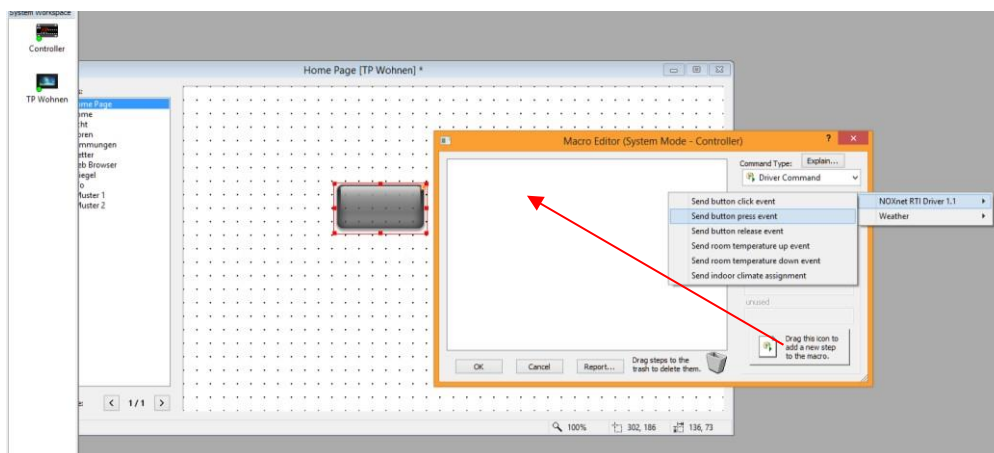 System Workspace
Controller
TP Wohnen
Home Page [TP Wohnen] *
me Page
ome
ht
oren
mmungen
etter
eb Browser
iegel
o
luster 1
luster 2
1/1
100%
302, 186
136, 73
Macro Editor (System Mode - Controller)
Command Type:
Explain...
Driver Command
NOXnet RTI Driver 1.1
Weather
Send button click event
Send button press event
Send button release event
Send room temperature up event
Send room temperature down event
Send indoor climate assignment
unused
Drag this icon to
add a new step
to the macro.
OK
Cancel
Report...
Drag steps to the
trash to delete them.